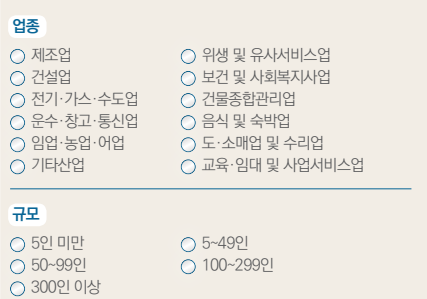 업종
제조업
위생 및 유사서비스업
건설업
보건 및 사회복지사업
전기·가스·수도업
건물종합관리업
운수·창고·통신업
음식 및 숙박업
임업·농업·어업
도·소매업 및 수리업
기타산업
교육·임대 및 사업서비스업
규모
5인 미만
5~49인
50~99인
100~299인
300인 이상